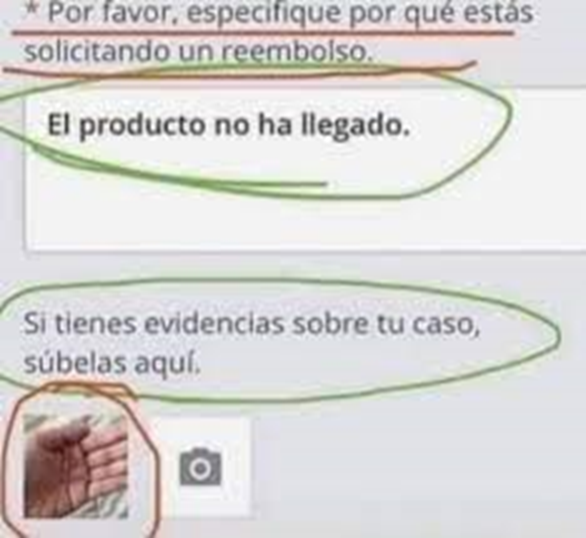 * Por favor, especifique por qué estás
solicitando un reembolso.
El producto no ha llegado.
Si tienes evidencias sobre tu caso,
súbelas aquí.